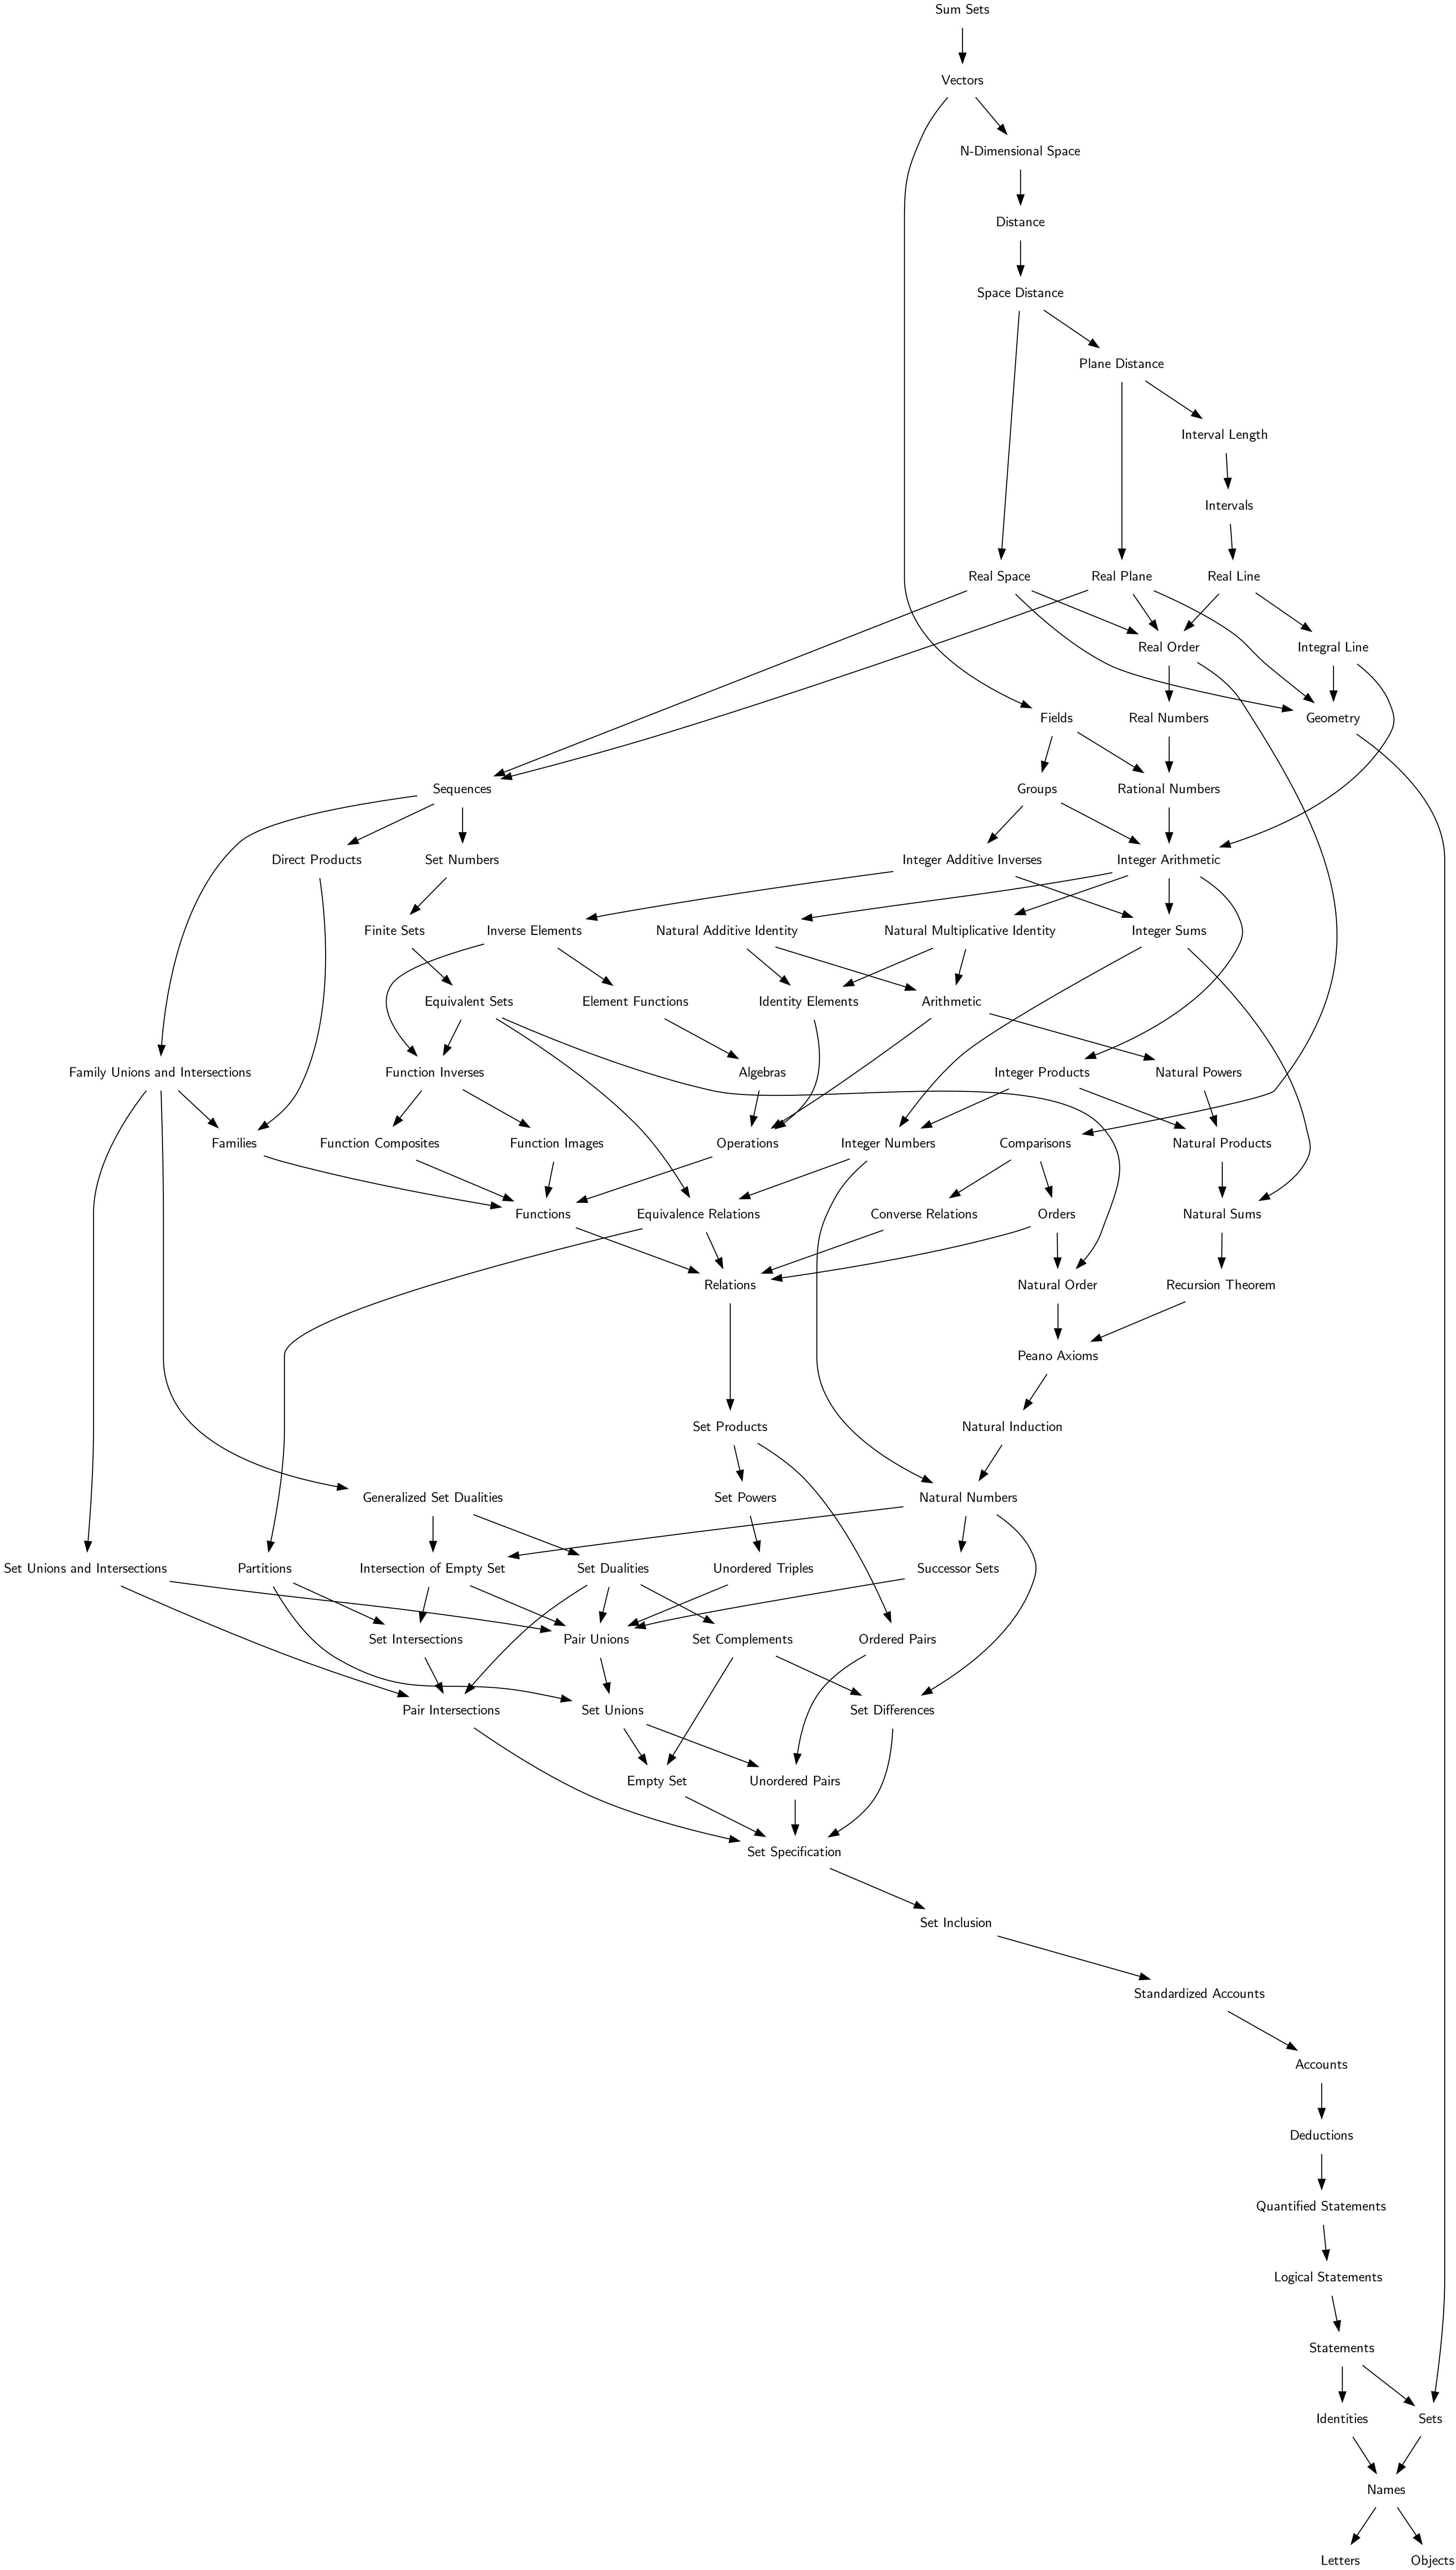 Sum Sets
Vectors
N-Dimensional Space
Distance
Space Distance
Plane Distance
Interval Length
Intervals
Real Space
Real Plane
Real Line
Real Order
Integral Line
Fields
Real Numbers
Geometry
Sequences
Groups
Rational Numbers
Direct Products
Set Numbers
Integer Additive Inverses
Integer Arithmetic
Finite Sets
Inverse Elements
Natural Additive Identity
Natural Multiplicative Identity
Integer Sums
Equivalent Sets
Element Functions
Identity Elements
Arithmetic
Family Unions and Intersections
Function Inverses
Algebras
Integer Products
Natural Powers
Families
Function Composites
Function Images
Operations
Integer Numbers
Comparisons
Natural Products
Functions
Equivalence Relations
Converse Relations
Orders
Natural Sums
Relations
Natural Order
Recursion Theorem
Peano Axioms
Set Products
Natural Induction
Generalized Set Dualities
Set Powers
Natural Numbers
Set Unions and Intersections
Partitions
Intersection of Empty Set
Set Dualities
Unordered Triples
Successor Sets
Set Intersections
Pair Unions
Set Complements
Ordered Pairs
Pair Intersections
Set Unions
Set Differences
Empty Set
Unordered Pairs
Set Specification
Set Inclusion
Standardized Accounts
Accounts
Deductions
Quantified Statements
Logical Statements
Statements
Identities
Sets
Names
Letters
Objects